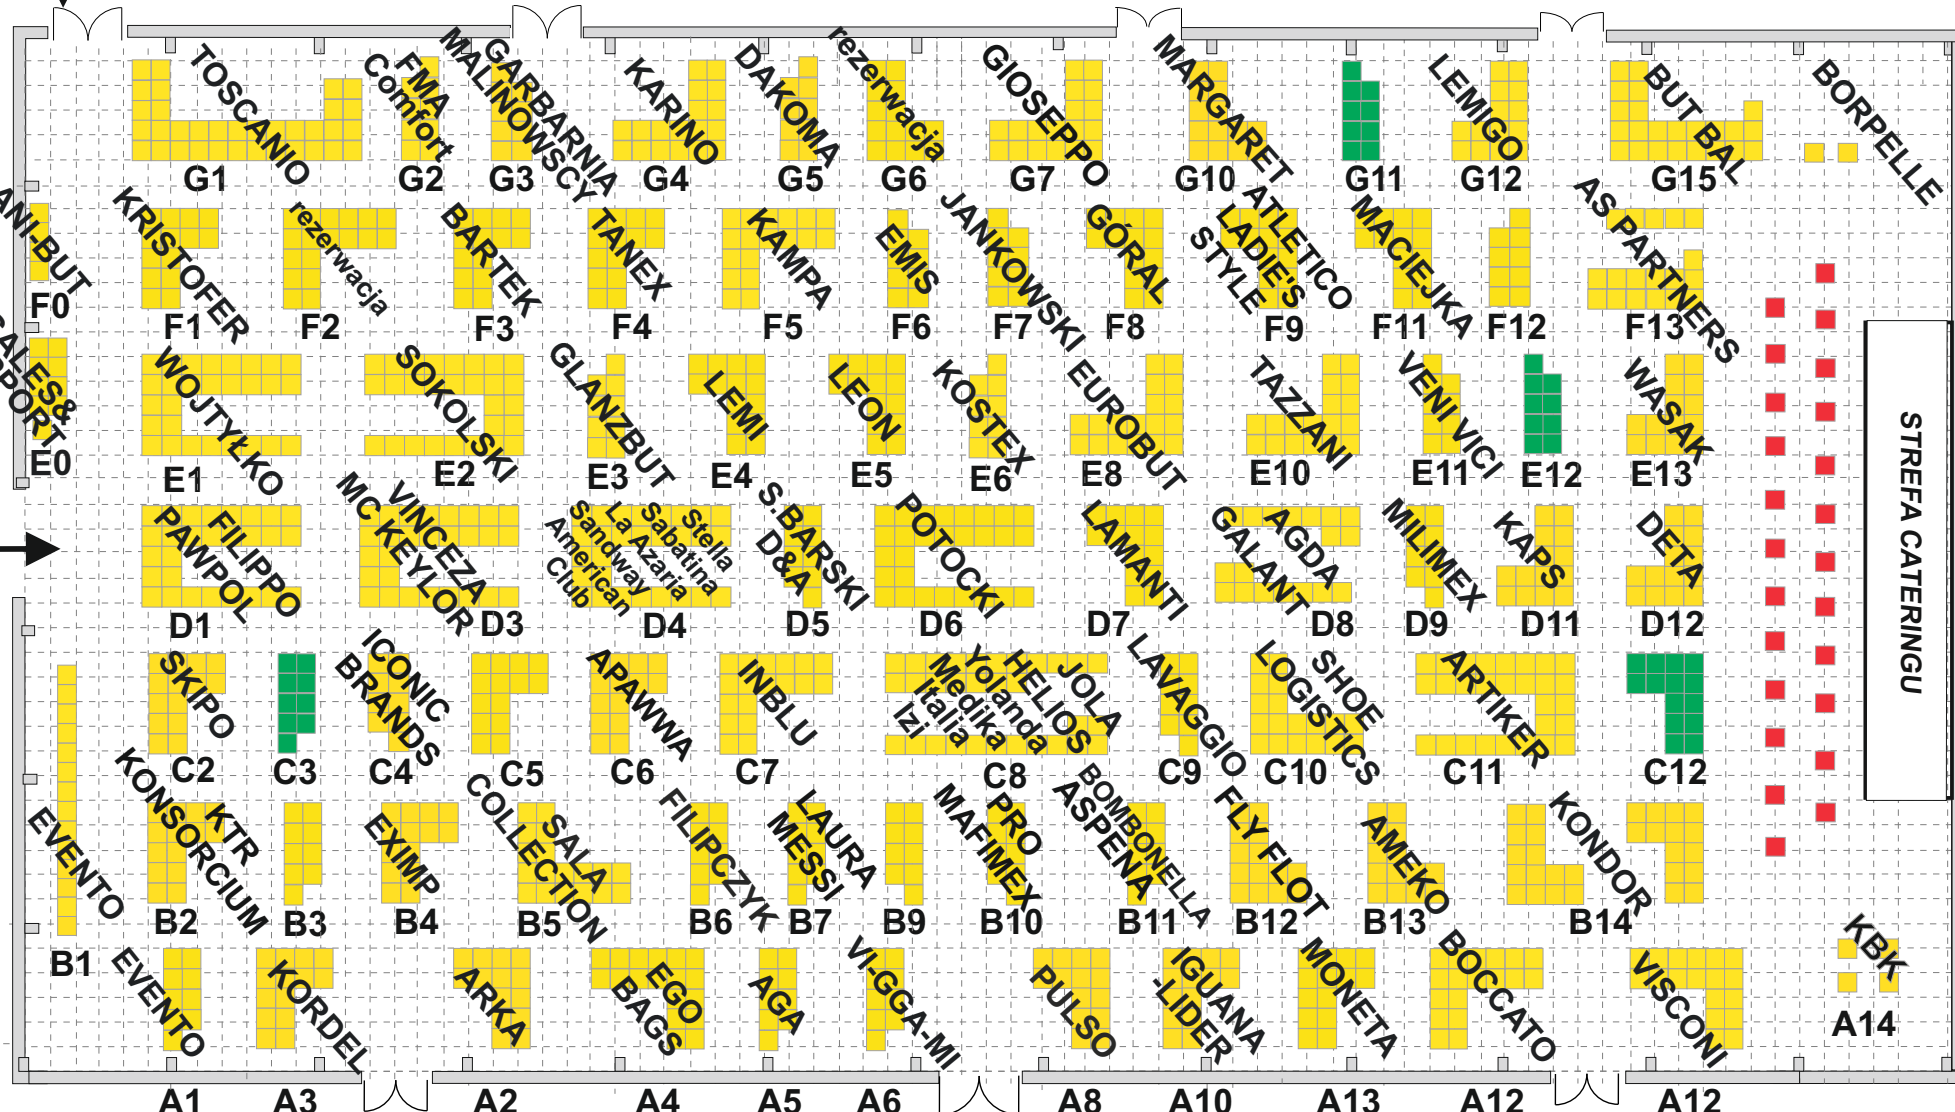 TOSCANIO
FMA
Comfort
GARBARNIA
MALINOWSCY
KARINO
DAKOMA
rezerwacja
GIOSEPPO
MARGARET
LEMIGO
BUT BAL
BORPELLE
G1
G2
G3
G4
G5
G6
G7
G10
G11
G12
G15
ANI-BUT
KRISTOFER
rezerwacja
BARTEK
TANEX
KAMPA
EMIS
JANKOWSKI
GÓRAL
ATLETICO
LADIE'S
STYLE
MACIEJKA
AS PARTNERS
F0
F1
F2
F3
F4
F5
F6
F7
F8
F9
F11
F12
F13
ALES&
PORT
WOJTYŁKO
SOKOLSKI
GLANZBUT
LEMI
LEON
KOSTEX
EUROBUT
TAZZANI
VENI VICI
WASAK
E0
E1
E2
E3
E4
E5
E6
E8
E10
E11
E12
E13
STREFA CATERINGU
FILIPPO
PAWPOL
VINCEZA
MC KEYLOR
Stella
Sabatina
La Azaria
Sandway
American
Club
S.BARSKI
D&A
POTOCKI
LAMANTI
AGDA
GALANT
MILIMEX
KAPS
DETA
D1
D3
D4
D5
D6
D7
D8
D9
D11
D12
SKIPO
ICONIC
BRANDS
APAWWA
INBLU
JOLA
HELIOS
Yolanda
Medika
Italia
Izi
LAVAGGIO
SHOE
LOGISTICS
ARTIKER
C2
C3
C4
C5
C6
C7
C8
C9
C10
C11
C12
EVENTO
KTR
KONSORCIUM
EXIMP
SALA
COLLECTION
FILIPCZYK
LAURA
MESSI
PRO
MAFIMEX
BOMBONELLA
ASPENA
FLY FLOT
AMEKO
KONDOR
B1
B2
B3
B4
B5
B6
B7
B9
B10
B11
B12
B13
B14
EVENTO
KORDEL
ARKA
EGO
BAGS
AGA
VI-GGA-MI
PULSO
IGUANA
-LIDER
MONETA
BOCCATO
VISCONI
KBK
A14
A1
A3
A2
A4
A5
A6
A8
A10
A13
A12
A12